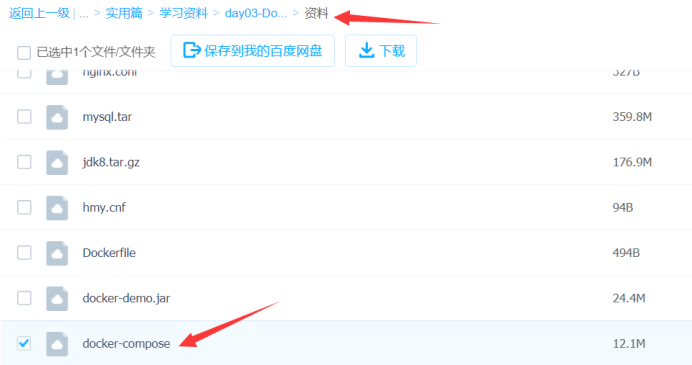 返回上一级 | ... > 实用篇 > 学习资料 > day03-Do... > 资料
已选中1个文件/文件夹 保存到我的百度网盘 下载
nginx.conf 327B
mysql.tar 359.8M
jdk8.tar.gz 176.9M
hmy.cnf 94B
Dockerfile 494B
docker-demo.jar 24.4M
docker-compose 12.1M